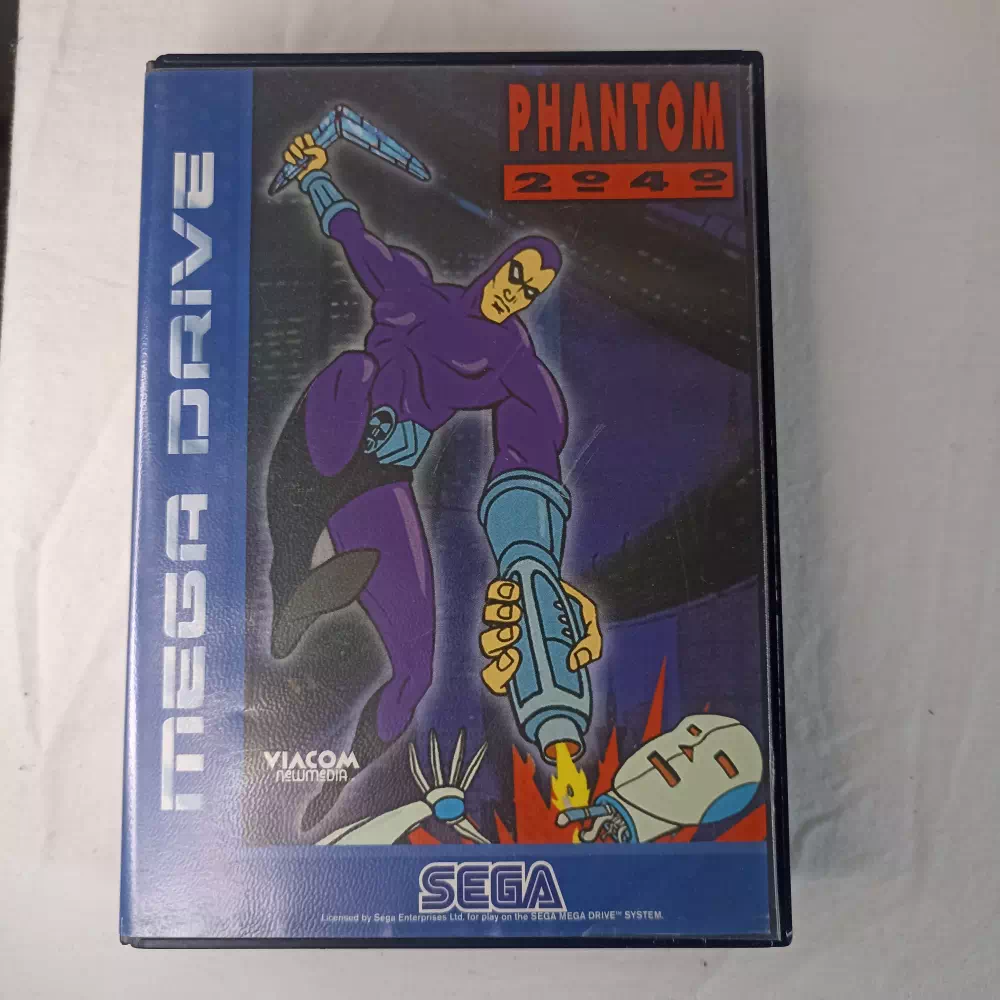 PHANTOM
2040
MEGA DRIVE
VIACOM
NEWMEDIA
SEGA
Licensed by Sega Enterprises Ltd. for play on the SEGA MEGA DRIVE™ SYSTEM.